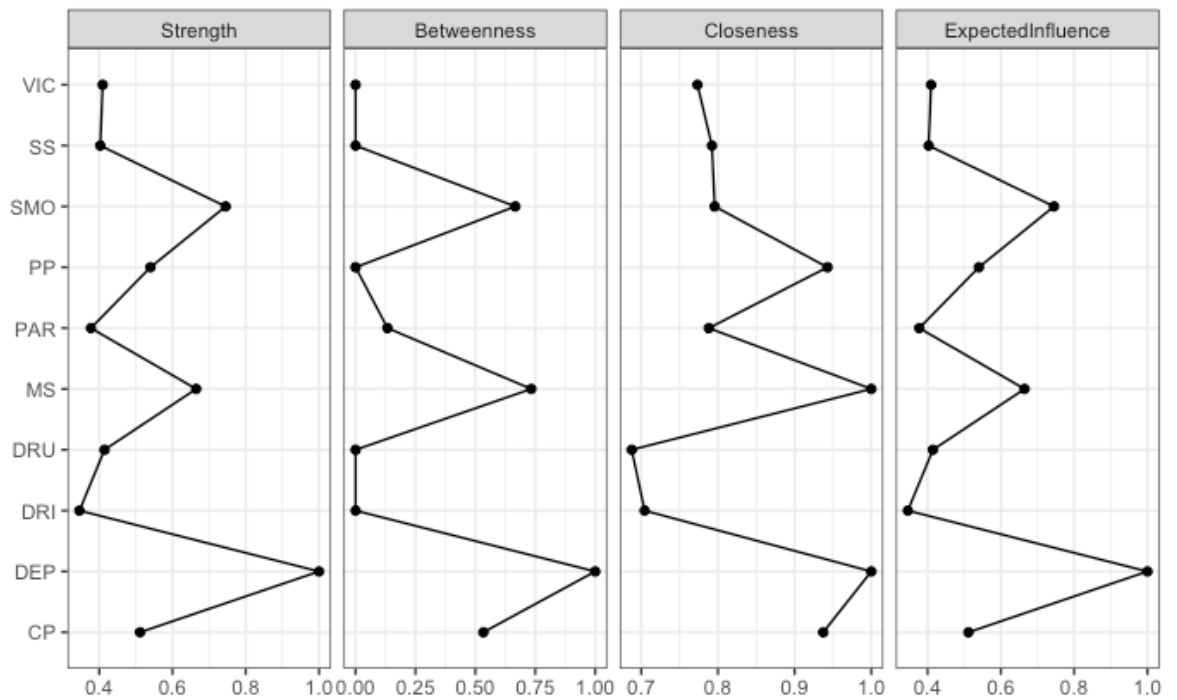 Strength Betweenness Closeness ExpectedInfluence
VIC
SS
SMO
PP
PAR
MS
DRU
DRI
DEP
CP
0.4 0.6 0.8 1.0 0.00 0.25 0.50 0.75 1.00 0.7 0.8 0.9 1.0 0.4 0.6 0.8 1.0